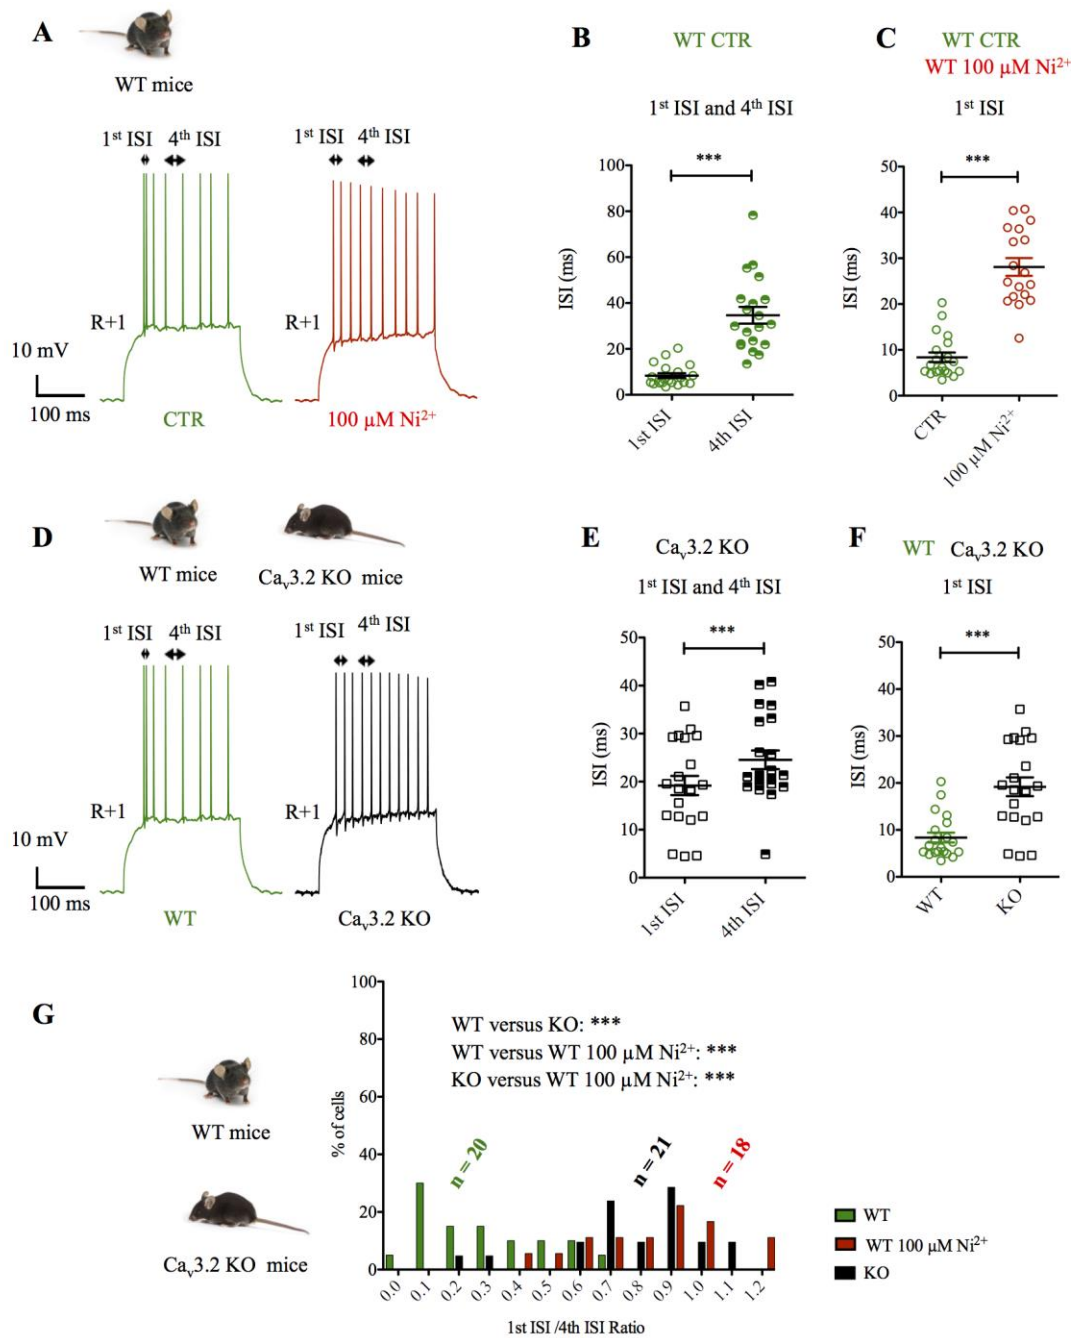 A
WT mice
1st ISI 4th ISI
1st ISI 4th ISI
R+1
R+1
10 mV
100 ms
CTR
100 µM Ni2+
B
WT CTR
1st ISI and 4th ISI
***
ISI (ms)
100
80
60
40
20
0
1st ISI
4th ISI
C
WT CTR
WT 100 µM Ni2+
1st ISI
***
ISI (ms)
50
40
30
20
10
0
CTR
100 µM Ni2+
D
WT mice
Cav3.2 KO mice
1st ISI 4th ISI
1st ISI 4th ISI
R+1
R+1
10 mV
100 ms
WT
Cav3.2 KO
E
Cav3.2 KO
1st ISI and 4th ISI
***
ISI (ms)
50
40
30
20
10
0
1st ISI
4th ISI
F
WT Cav3.2 KO
1st ISI
***
ISI (ms)
50
40
30
20
10
0
WT
KO
G
WT mice
Cav3.2 KO mice
% of cells
100
80
60
40
20
0
WT versus KO: ***
WT versus WT 100 µM Ni2+: ***
KO versus WT 100 µM Ni2+: ***
n = 20
n = 21
n = 18
0.0 0.1 0.2 0.3 0.4 0.5 0.6 0.7 0.8 0.9 1.0 1.1 1.2
1st ISI /4th ISI Ratio
WT
WT 100 µM Ni2+
KO